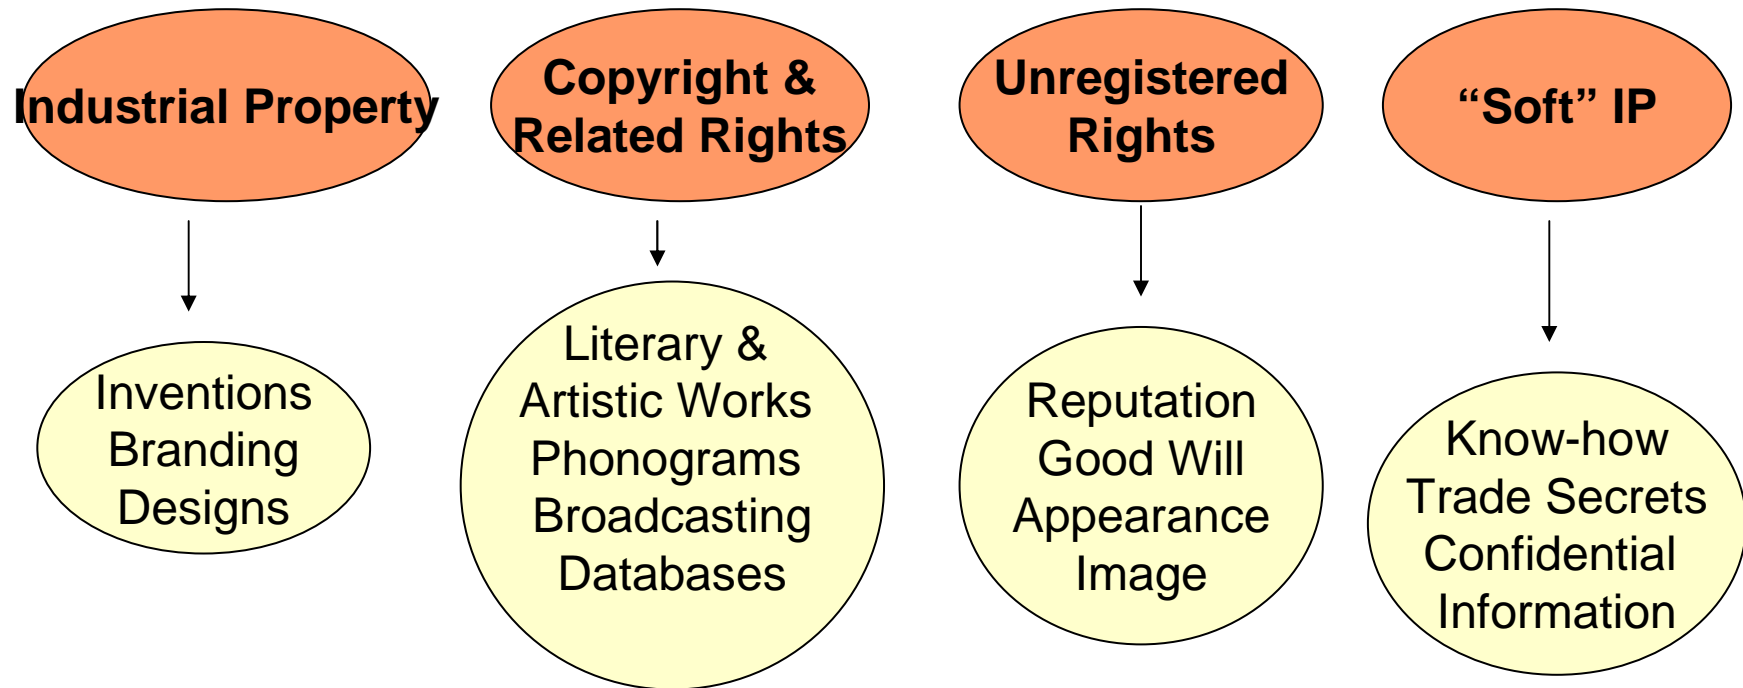 Industrial Property
Copyright &
Related Rights
Unregistered
Rights
“Soft” IP
Inventions
Branding
Designs
Literary &
Artistic Works
Phonograms
Broadcasting
Databases
Reputation
Good Will
Appearance
Image
Know-how
Trade Secrets
Confidential
Information